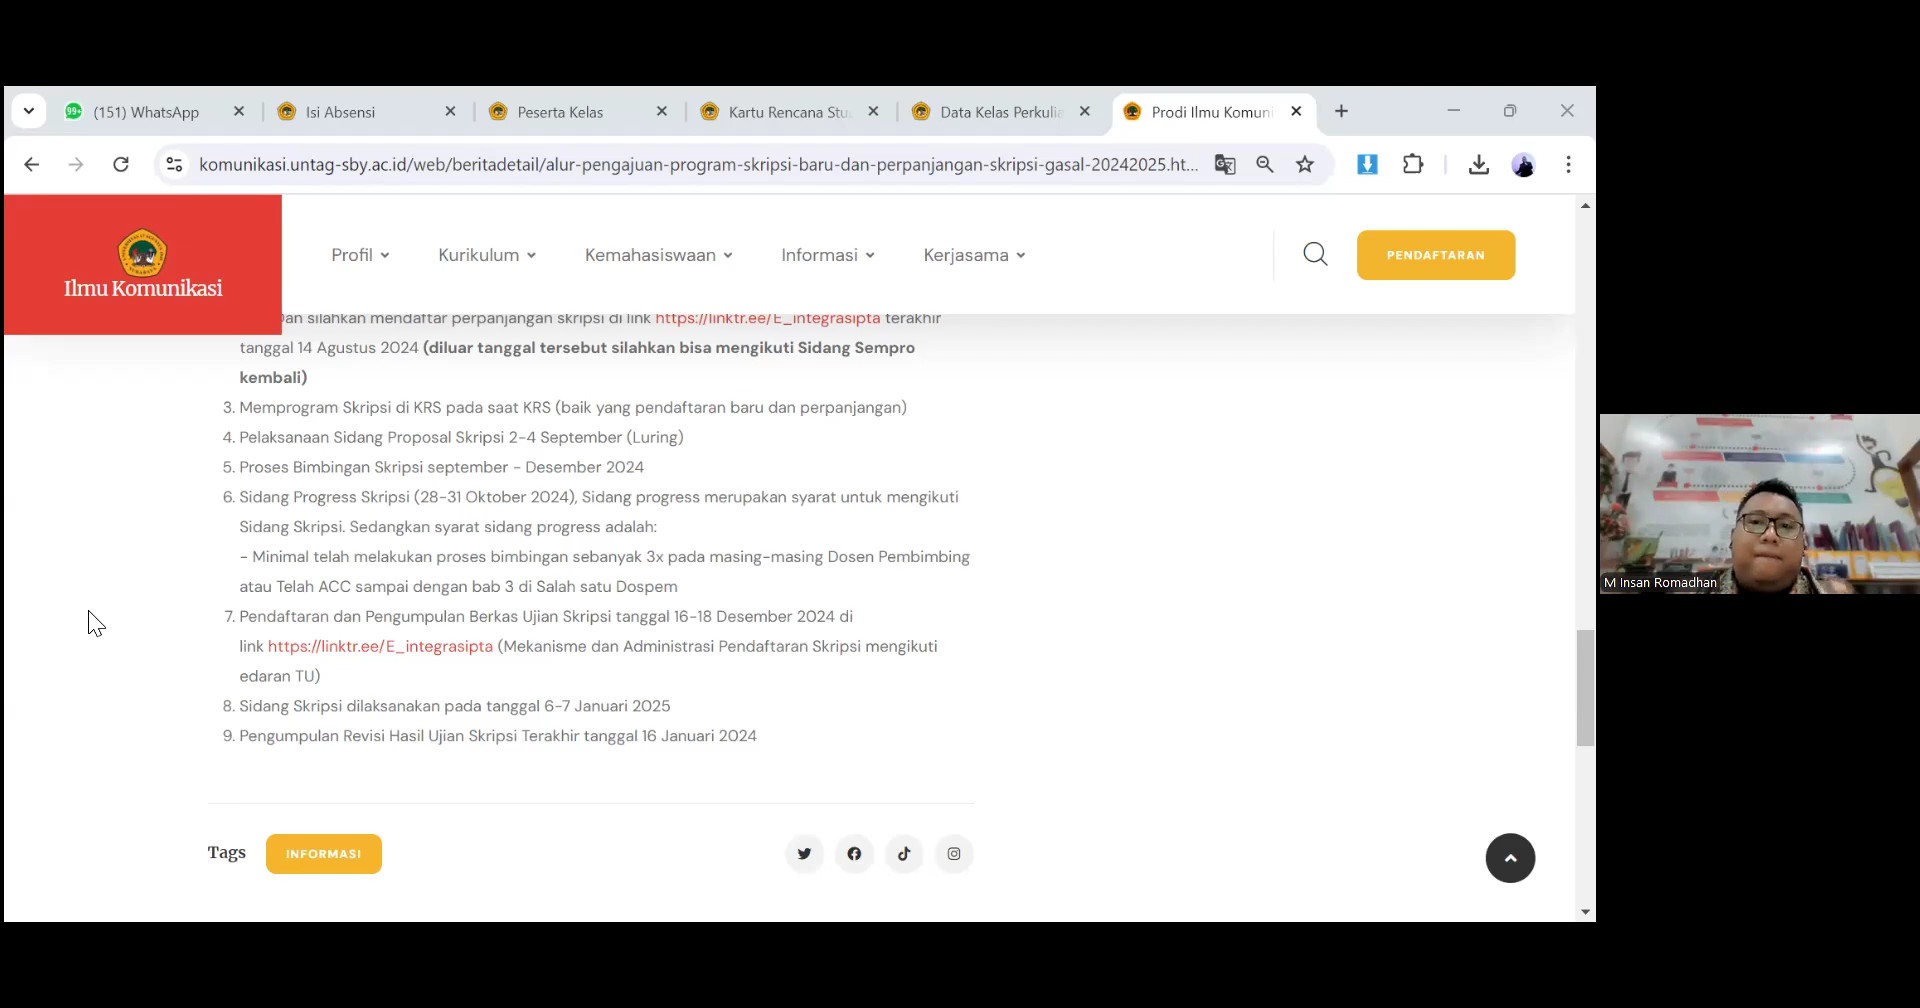 (151) WhatsApp
Isi Absensi
Peserta Kelas
Kartu Rencana Stu
Data Kelas Perkulia
Prodi Ilmu Komuni
komunikasi.untag-sby.ac.id/web/beritadetail/alur-pengajuan-program-skripsi-baru-dan-perpanjangan-skripsi-gasal-20242025.ht...
Ilmu Komunikasi
Profil
Kurikulum
Kemahasiswaan
Informasi
Kerjasama
PENDAFTARAN
Dan silahkan mendaftar perpanjangan skripsi di link https://linktr.ee/E_integrasipta terakhir
tanggal 14 Agustus 2024 (diluar tanggal tersebut silahkan bisa mengikuti Sidang Sempro
kembali)
3. Memprogram Skripsi di KRS pada saat KRS (baik yang pendaftaran baru dan perpanjangan)
4. Pelaksanaan Sidang Proposal Skripsi 2-4 September (Luring)
5. Proses Bimbingan Skripsi september - Desember 2024
6. Sidang Progress Skripsi (28-31 Oktober 2024), Sidang progress merupakan syarat untuk mengikuti
Sidang Skripsi. Sedangkan syarat sidang progress adalah:
- Minimal telah melakukan proses bimbingan sebanyak 3x pada masing-masing Dosen Pembimbing
atau Telah ACC sampai dengan bab 3 di Salah satu Dospem
7. Pendaftaran dan Pengumpulan Berkas Ujian Skripsi tanggal 16-18 Desember 2024 di
link https://linktr.ee/E_integrasipta (Mekanisme dan Administrasi Pendaftaran Skripsi mengikuti
edaran TU)
8. Sidang Skripsi dilaksanakan pada tanggal 6-7 Januari 2025
9. Pengumpulan Revisi Hasil Ujian Skripsi Terakhir tanggal 16 Januari 2024
Tags
INFORMASI
M Insan Romadhan